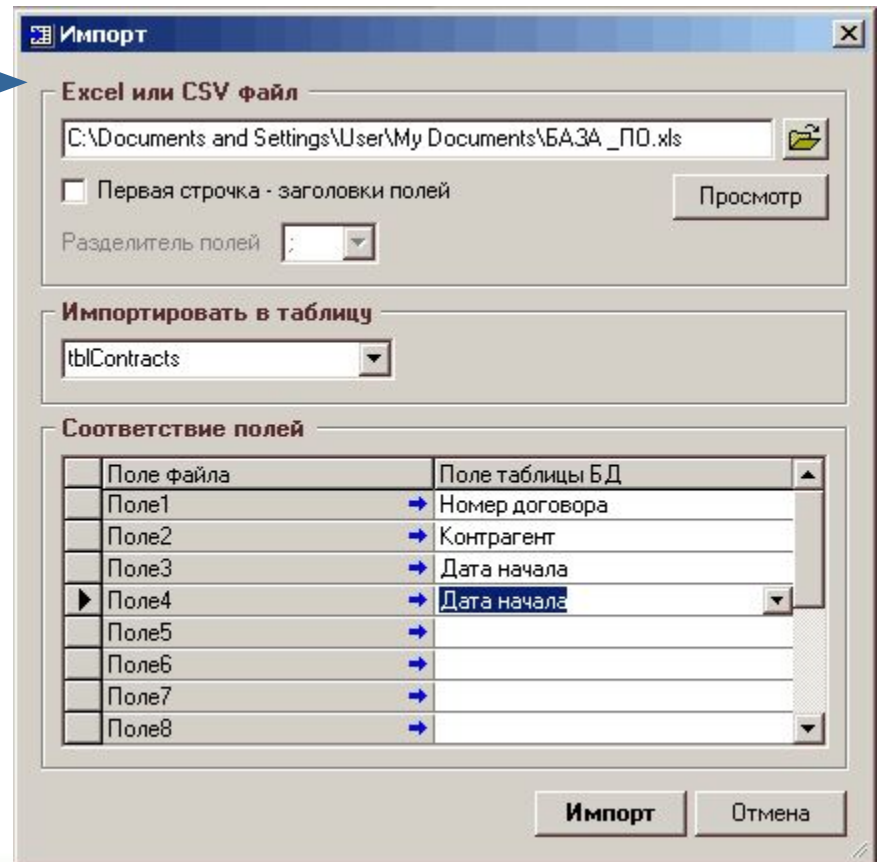 Импорт
Excel или CSV файл
C:\Documents and Settings\User\My Documents\БАЗА _ПО.xls
Первая строчка - заголовки полей
Просмотр
Разделитель полей ;
Импортировать в таблицу
tblContracts
Соответствие полей
Поле файла Поле таблицы БД
Поле1 Номер договора
Поле2 Контрагент
Поле3 Дата начала
Поле4 Дата начала
Поле5
Поле6
Поле7
Поле8
Импорт Отмена